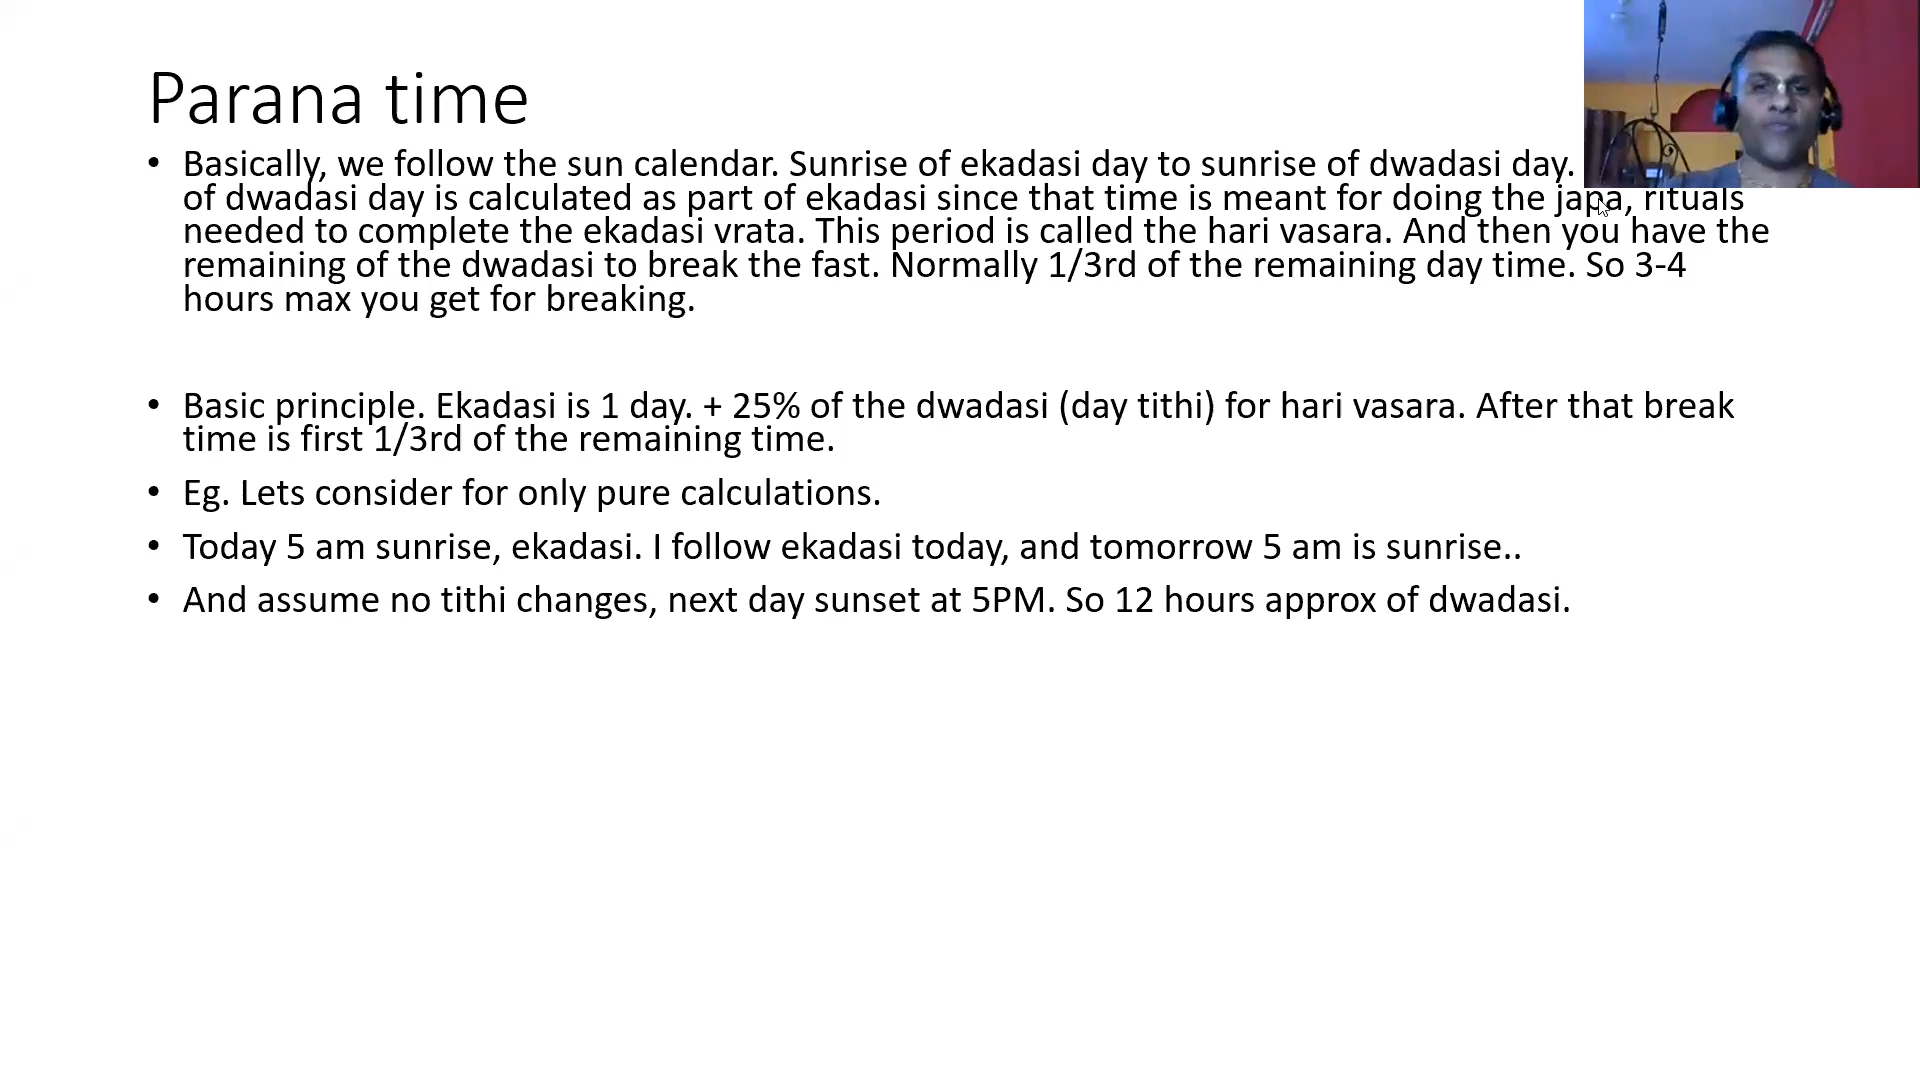 Parana time
• Basically, we follow the sun calendar. Sunrise of ekadasi day to sunrise of dwadasi day.
of dwadasi day is calculated as part of ekadasi since that time is meant for doing the japa, rituals
needed to complete the ekadasi vrata. This period is called the hari vasara. And then you have the
remaining of the dwadasi to break the fast. Normally 1/3rd of the remaining day time. So 3-4
hours max you get for breaking.
• Basic principle. Ekadasi is 1 day. + 25% of the dwadasi (day tithi) for hari vasara. After that break
time is first 1/3rd of the remaining time.
• Eg. Lets consider for only pure calculations.
• Today 5 am sunrise, ekadasi. I follow ekadasi today, and tomorrow 5 am is sunrise..
• And assume no tithi changes, next day sunset at 5PM. So 12 hours approx of dwadasi.